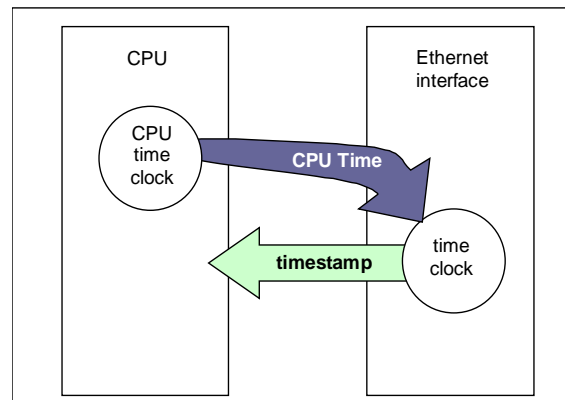 CPU
Ethernet
interface
CPU
time
clock
CPU Time
time
clock
timestamp